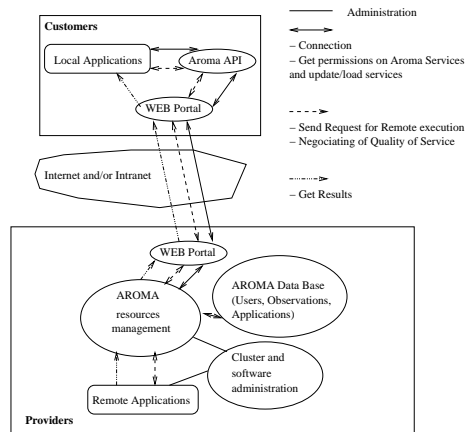 Customers
Local Applications
Aroma API
WEB Portal
Internet and/or Intranet
WEB Portal
AROMA
resources
management
AROMA Data Base
(Users, Observations,
Applications)
Cluster and
software
administration
Remote Applications
Providers
Administration
– Connection
– Get permissions on Aroma Services
and update/load services
– Send Request for Remote execution
– Negociating of Quality of Service
– Get Results